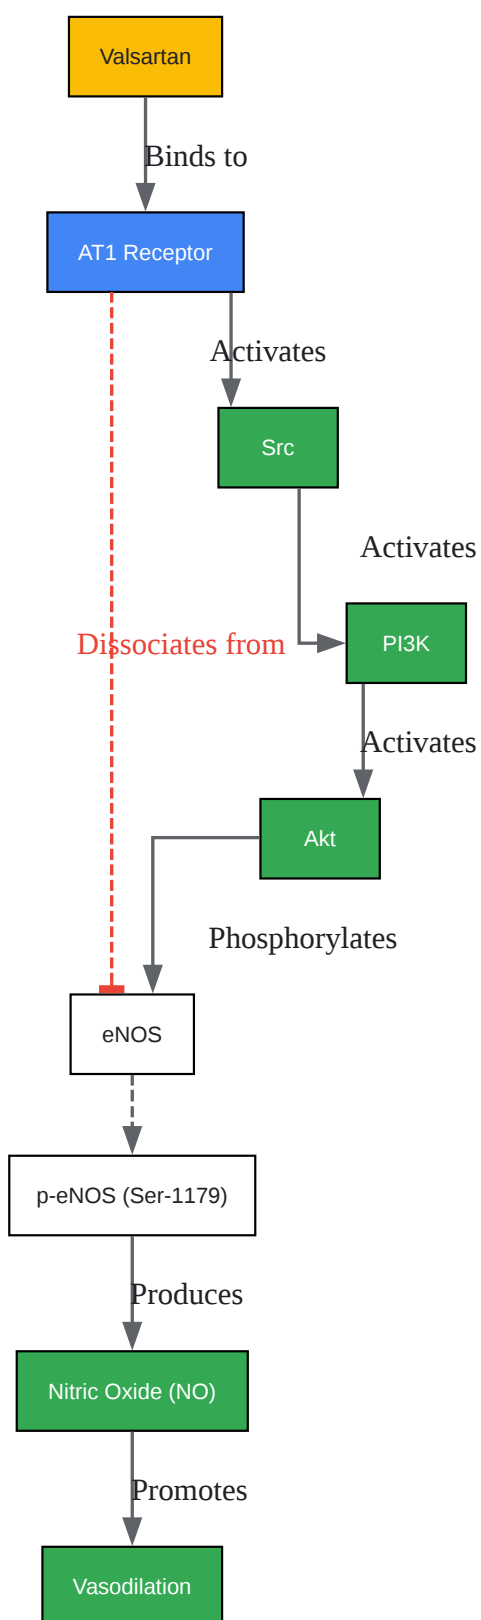 Valsartan
Binds to
AT1 Receptor
Activates
Src
Activates
Dissociates from
PI3K
Activates
Akt
Phosphorylates
eNOS
p-eNOS (Ser-1179)
Produces
Nitric Oxide (NO)
Promotes
Vasodilation